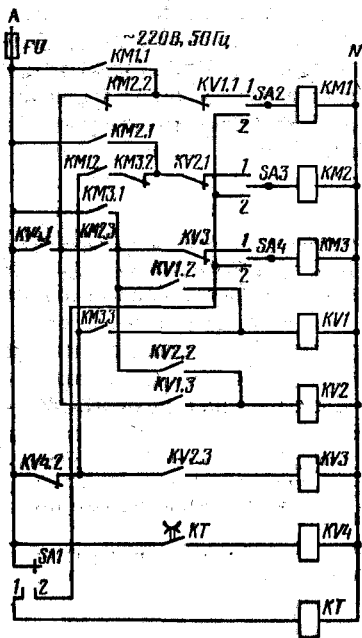 A
FU
~220В, 50Гц
N
KM1.1
KM2.2
KV1.1
1
SA2
KM1
2
KM2.1
KM1.2
KM3.2
KV2.1
1
SA3
KM2
2
KM3.1
KV4.1
KM2.3
KV3
1
SA4
KM3
2
KV1.2
KM3.3
KV1
KV2.2
KV1.3
KV2
KV4.2
KV2.3
KV3
KT
KV4
SA1
1
2
KT